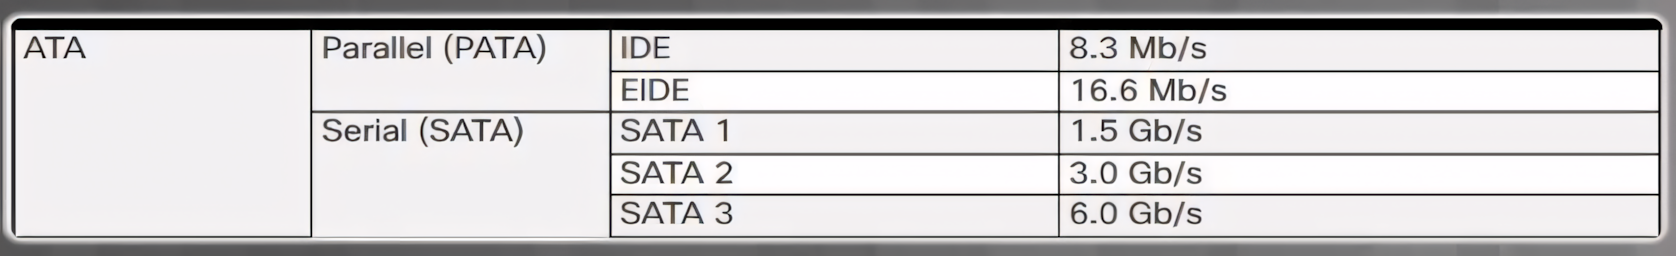 ATA Parallel (PATA) IDE 8.3 Mb/s
EIDE 16.6 Mb/s
Serial (SATA) SATA 1 1.5 Gb/s
SATA 2 3.0 Gb/s
SATA 3 6.0 Gb/s